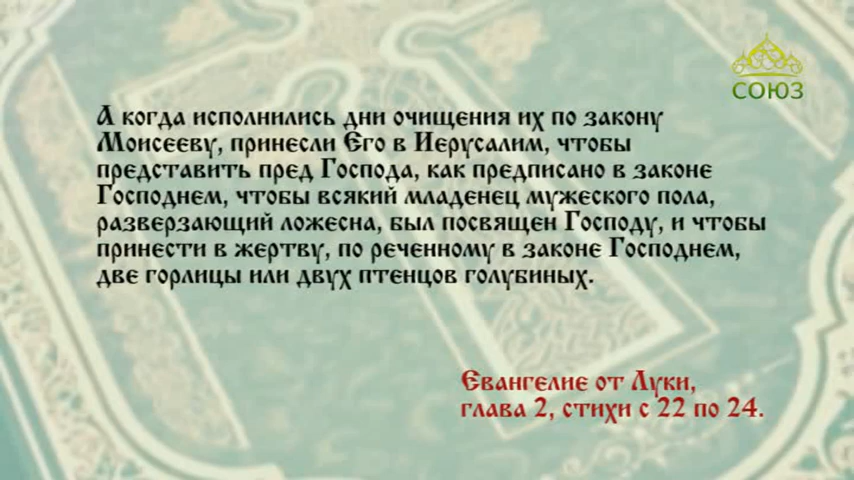 СОЮЗ
А когда исполнились дни очищения их по закону
Моисееву, принесли Его в Иерусалим, чтобы
представить пред Господа, как предписано в законе
Господнем, чтобы всякий младенец мужеского пола,
разверзающий ложесна, был посвящен Господу, и чтобы
принести в жертву, по реченному в законе Господнем,
две горлицы или двух птенцов голубиных.
Евангелие от Луки,
глава 2, стихи с 22 по 24.